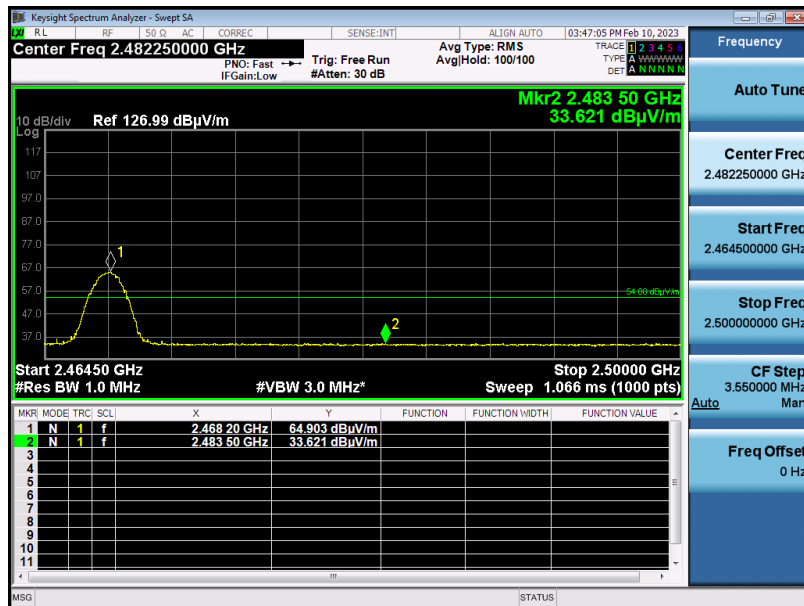 Keysight Spectrum Analyzer - Swept SA
LXI RL RF 50 Ω AC CORREC SENSE:INT ALIGN AUTO 03:47:05 PM Feb 10, 2023
Center Freq 2.482250000 GHz
PNO: Fast
IFGain:Low
Trig: Free Run
#Atten: 30 dB
Avg Type: RMS
Avg|Hold: 100/100
TRACE 1 2 3 4 5 6
TYPE A WWWWW
DET A N N N N N
Mkr2 2.483 50 GHz
33.621 dBµV/m
10 dB/div Ref 126.99 dBµV/m
Log
117
107
97.0
87.0
77.0
67.0
57.0
47.0
37.0
1
2
54.00 dBµV/m
Start 2.46450 GHz Stop 2.50000 GHz
#Res BW 1.0 MHz #VBW 3.0 MHz* Sweep 1.066 ms (1000 pts)
MKR MODE TRC SCL X Y FUNCTION FUNCTION WIDTH FUNCTION VALUE
1 N 1 f 2.468 20 GHz 64.903 dBµV/m
2 N 1 f 2.483 50 GHz 33.621 dBµV/m
3
4
5
6
7
8
9
10
11
MSG STATUS
Frequency
Auto Tune
Center Freq
2.482250000 GHz
Start Freq
2.464500000 GHz
Stop Freq
2.500000000 GHz
CF Step
3.550000 MHz
Auto Man
Freq Offset
0 Hz